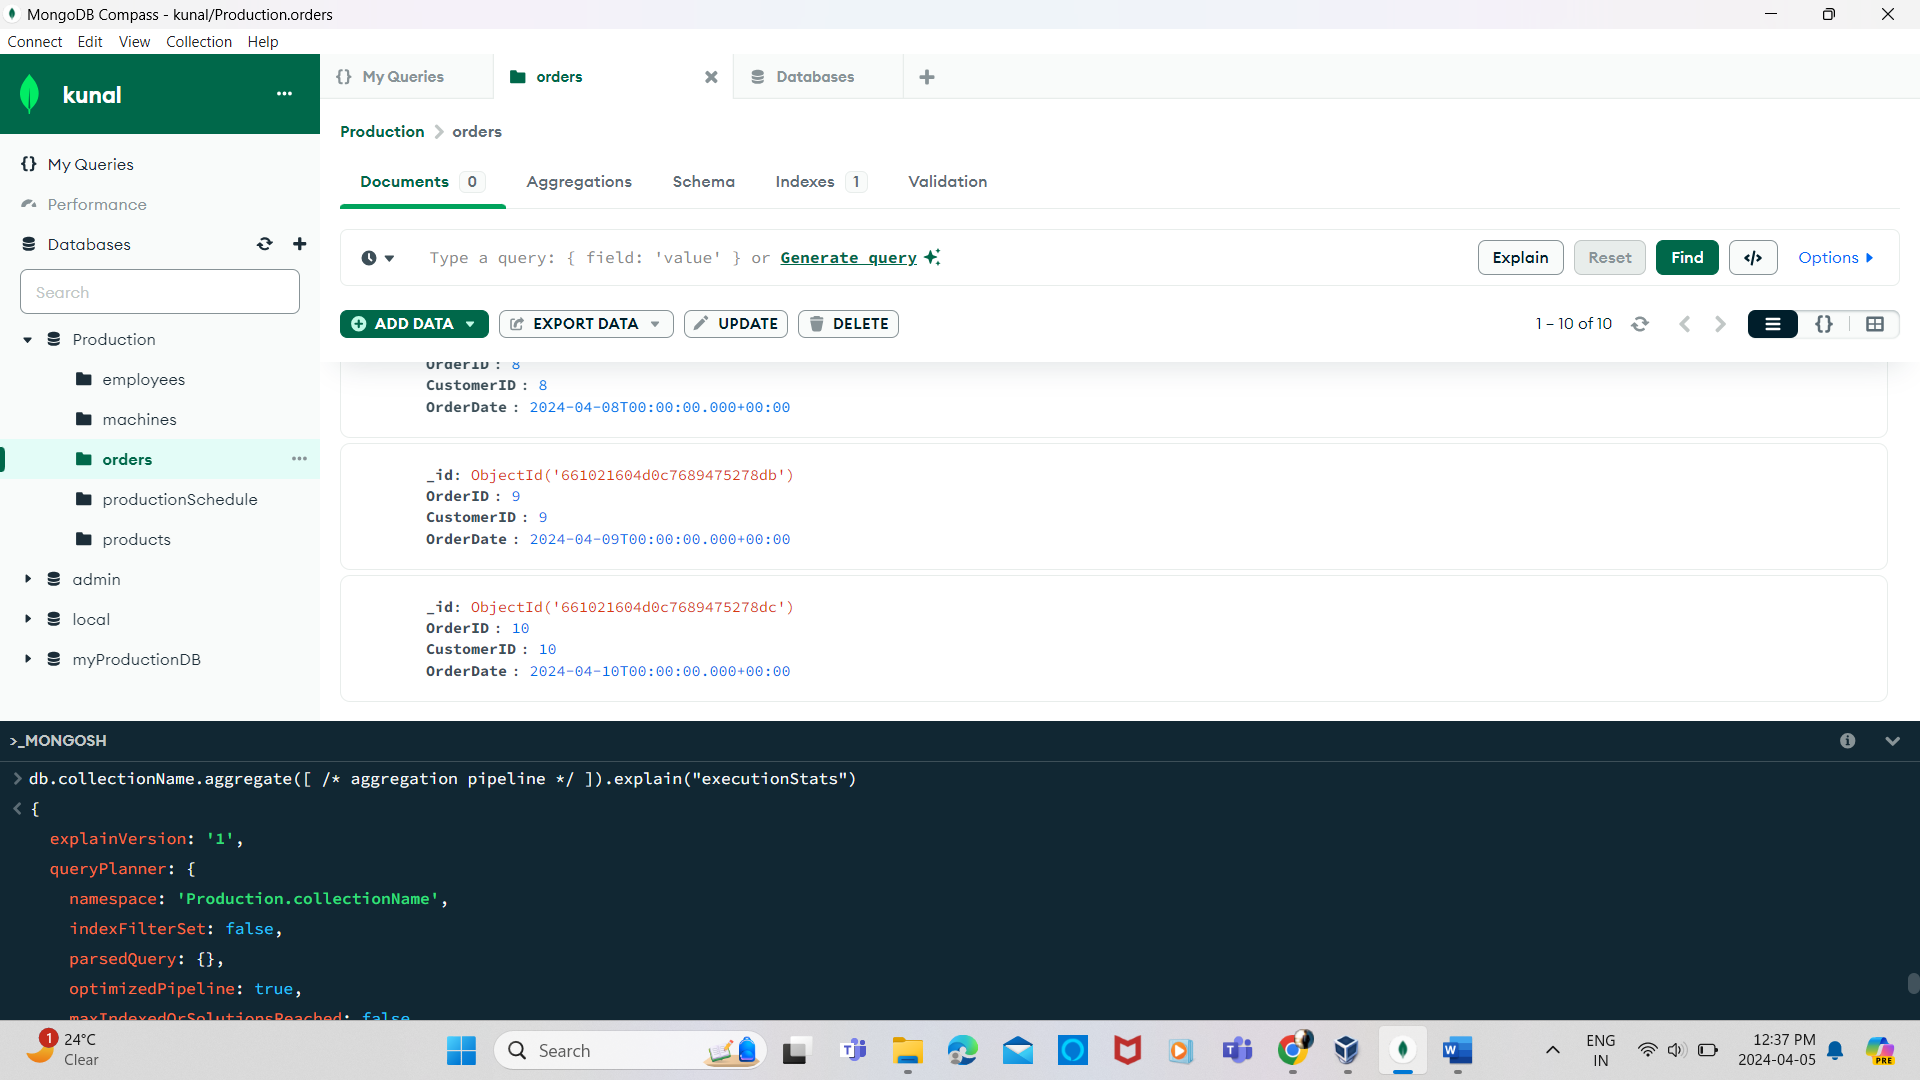 MongoDB Compass - kunal/Production.orders
Connect Edit View Collection Help
kunal
My Queries
Performance
Databases
Search
Production
employees
machines
orders
productionSchedule
products
admin
local
myProductionDB
{} My Queries
orders
Databases
Production > orders
Documents 0 Aggregations Schema Indexes 1 Validation
Type a query: { field: 'value' } or Generate query
Explain Reset Find </> Options
ADD DATA EXPORT DATA UPDATE DELETE
1 – 10 of 10 {}
OrderID : 8
CustomerID : 8
OrderDate : 2024-04-08T00:00:00.000+00:00
_id: ObjectId('661021604d0c7689475278db')
OrderID : 9
CustomerID : 9
OrderDate : 2024-04-09T00:00:00.000+00:00
_id: ObjectId('661021604d0c7689475278dc')
OrderID : 10
CustomerID : 10
OrderDate : 2024-04-10T00:00:00.000+00:00
>_MONGOSH
> db.collectionName.aggregate([ /* aggregation pipeline */ ]).explain("executionStats")
< {
explainVersion: '1',
queryPlanner: {
namespace: 'Production.collectionName',
indexFilterSet: false,
parsedQuery: {},
optimizedPipeline: true,
maxIndexedOrSolutionsReached: false
1
24°C
Clear
Search
ENG
IN
12:37 PM
2024-04-05
PRE